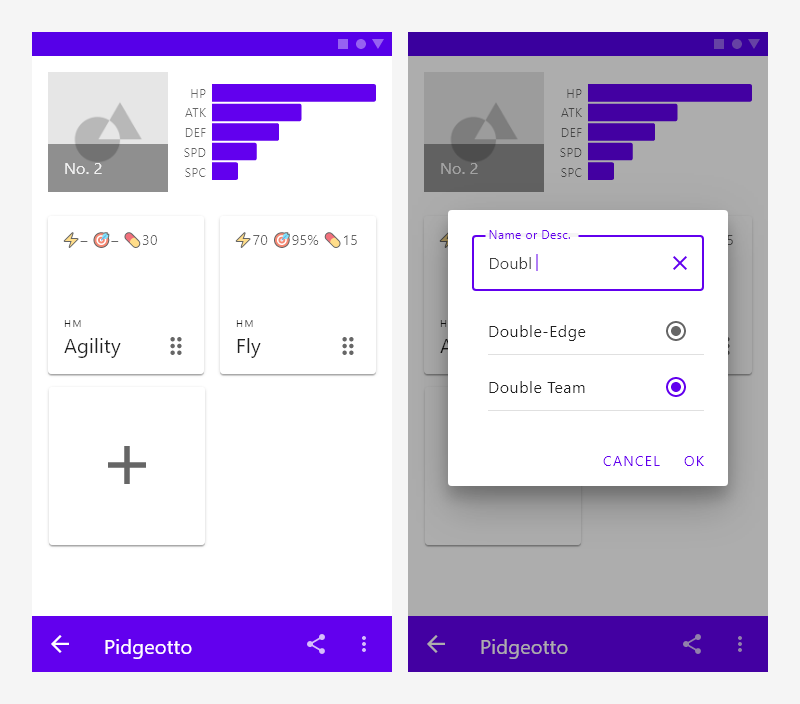 HP
ATK
DEF
SPD
SPC
No. 2
⚡– 🎯– 💊30
HM
Agility
⚡70 🎯95% 💊15
HM
Fly
Pidgeotto
HP
ATK
DEF
SPD
SPC
No. 2
5
Name or Desc.
Doubl
Double-Edge
Double Team
CANCEL
OK
Pidgeotto